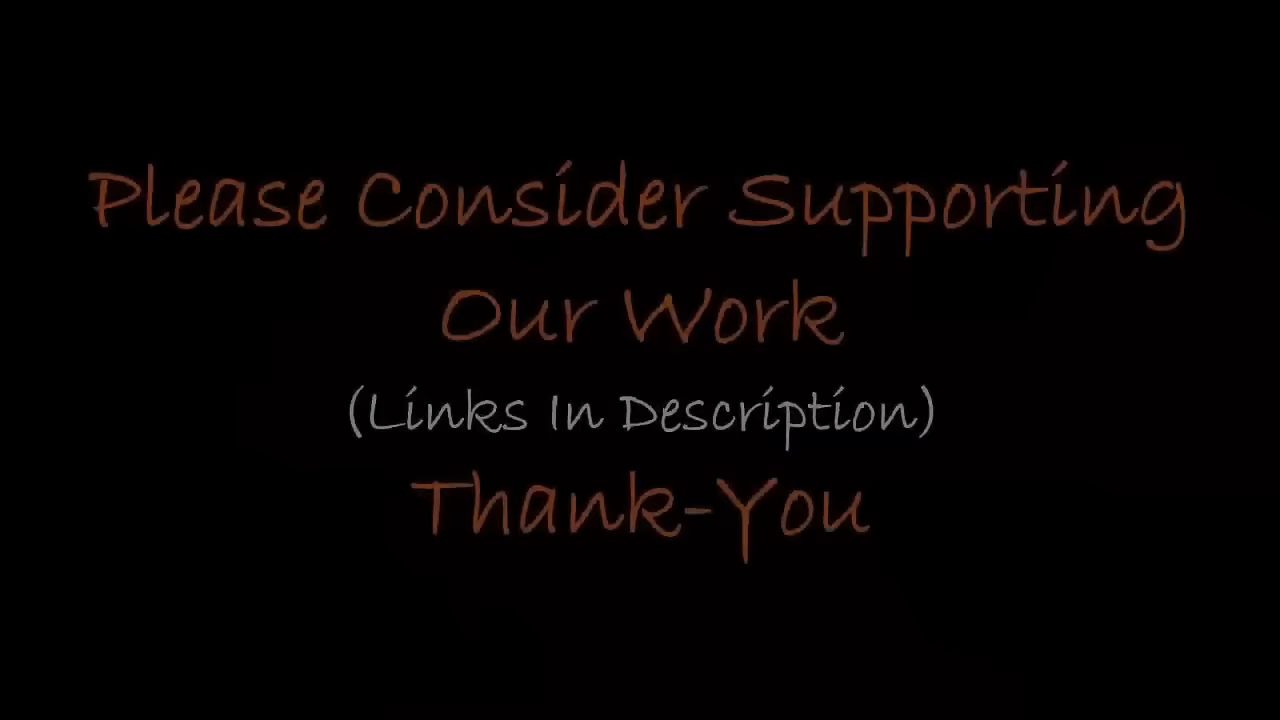 Please Consider Supporting
Our Work
(Links In Description)
Thank-You